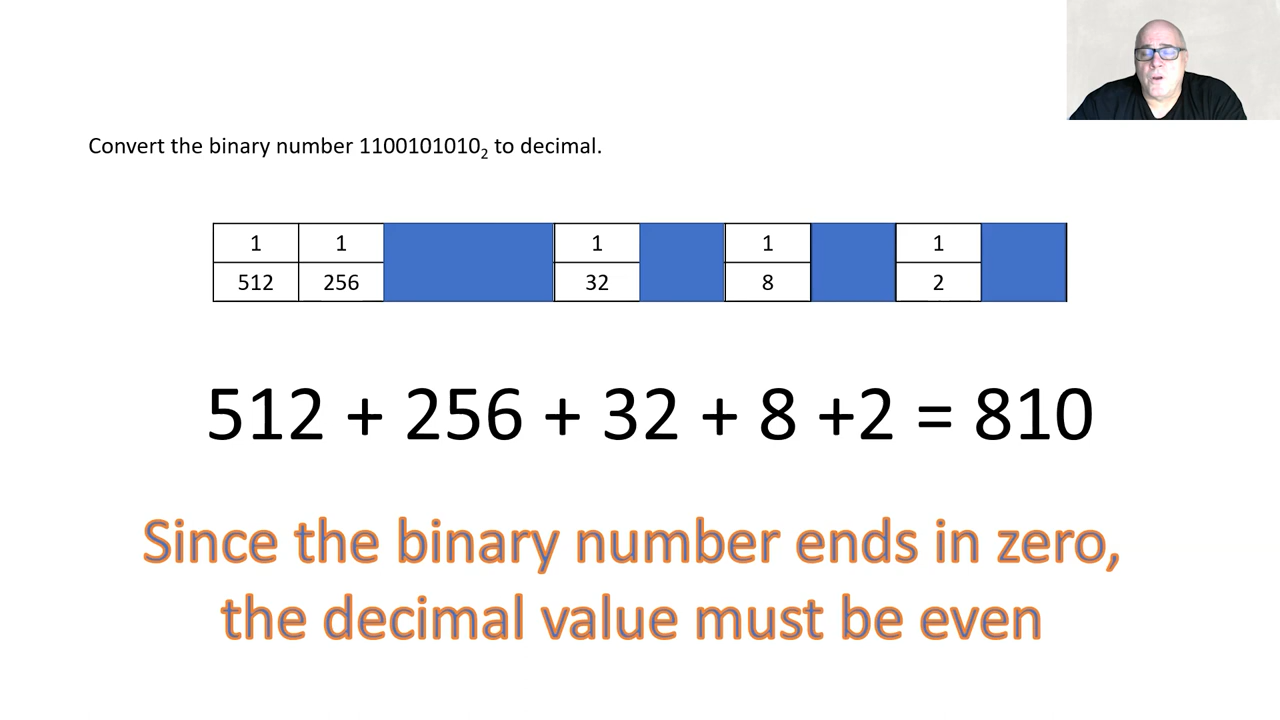 Convert the binary number 1100101010₂ to decimal.
1 1 1 1 1
512 256 32 8 2
512 + 256 + 32 + 8 +2 = 810
Since the binary number ends in zero,
the decimal value must be even